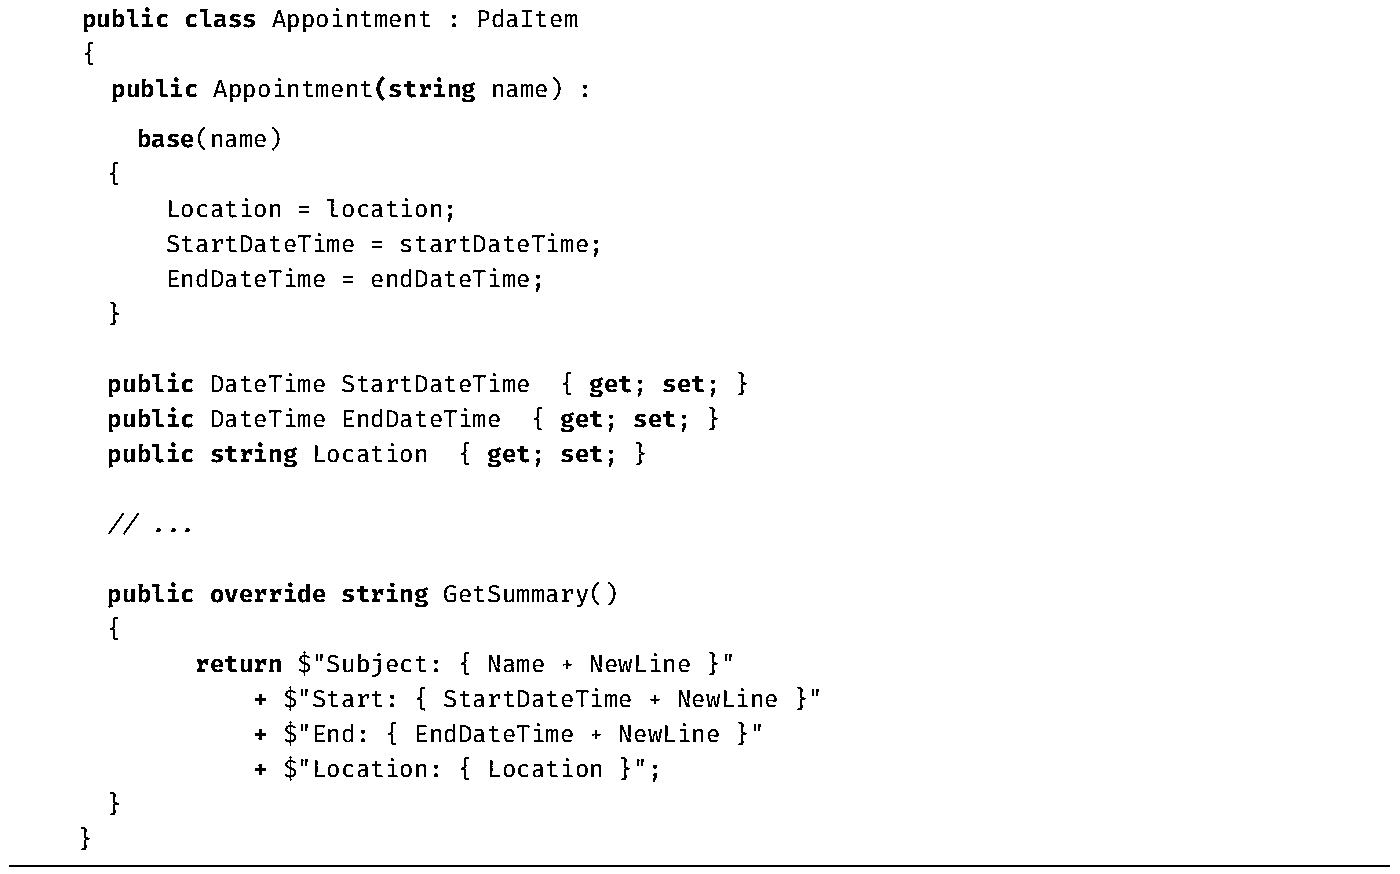 public class Appointment : PdaItem
{
  public Appointment(string name) :
    base(name)
  {
      Location = location;
      StartDateTime = startDateTime;
      EndDateTime = endDateTime;
  }
  public DateTime StartDateTime  { get; set; }
  public DateTime EndDateTime  { get; set; }
  public string Location  { get; set; }
  // ...
  public override string GetSummary()
  {
        return $"Subject: { Name + NewLine }"
            + $"Start: { StartDateTime + NewLine }"
            + $"End: { EndDateTime + NewLine }"
            + $"Location: { Location }";
  }
}